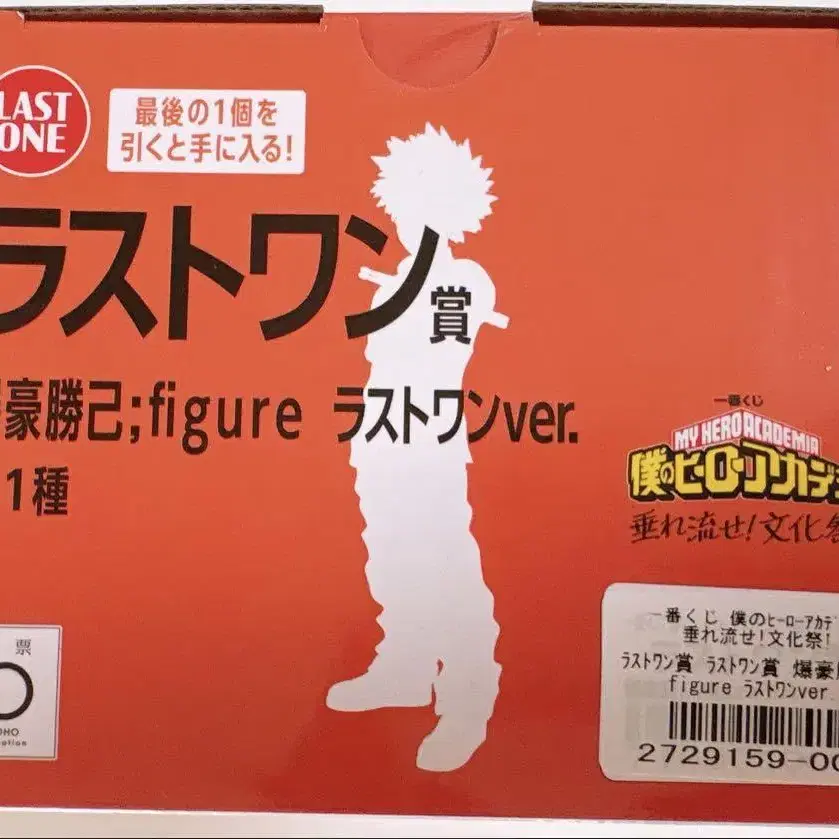 LAST
ONE
最後の1個を
引くと手に入る!
ラストワン賞
豪勝己;figure ラストワンver.
1種
一番くじ
MY HERO ACADEMIA
僕のヒーローアカデ
垂れ流せ!文化祭
票
一番くじ 僕のヒーローアカデ
垂れ流せ!文化祭!
ラストワン賞 ラストワン賞 爆豪
figure ラストワンver.
2729159-00